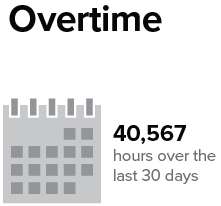 Overtime
40,567
hours over the
last 30 days